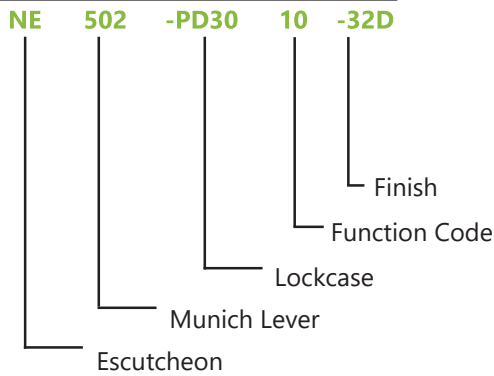 NE 502 -PD30 10 -32D
Finish
Function Code
Lockcase
Munich Lever
Escutcheon